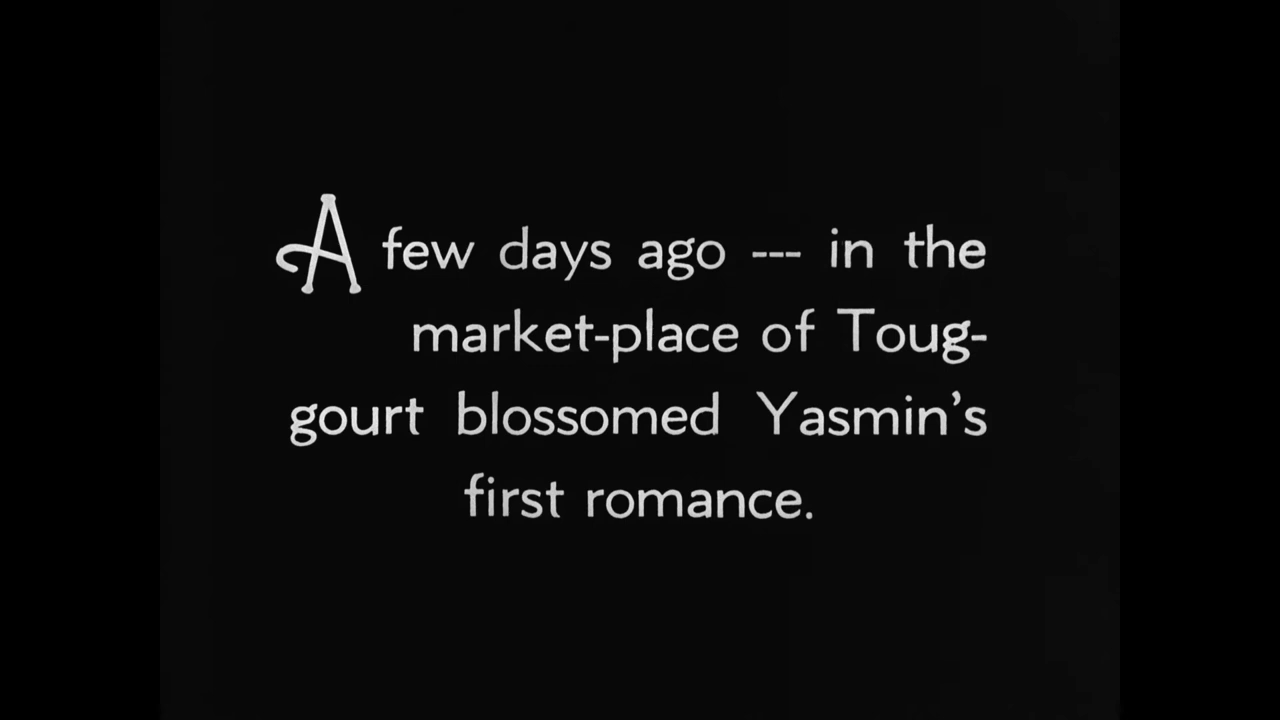 A few days ago --- in the
market-place of Toug-
gourt blossomed Yasmin's
first romance.